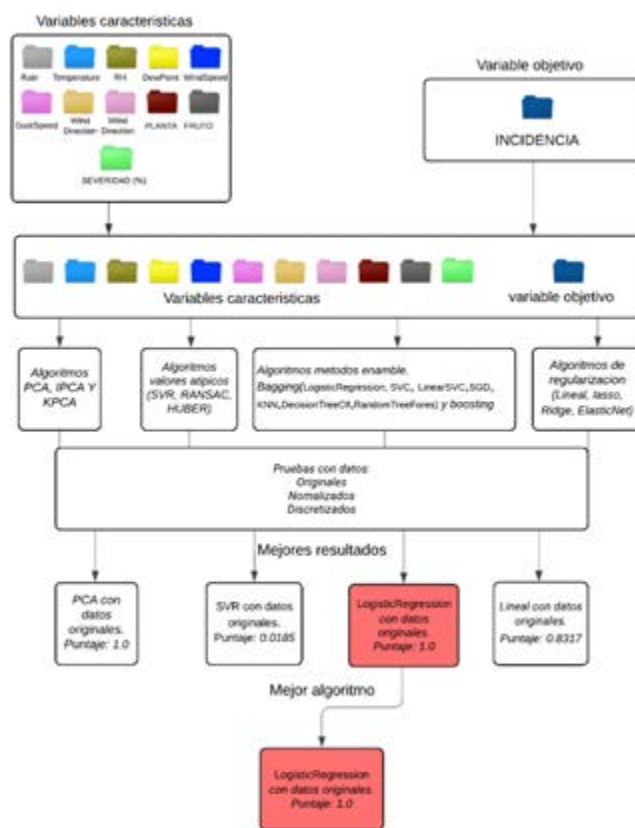 Variables caracteristicas
Rain Temperature RH DewPoint WindSpeed
GustSpeed Wind Direction Wind Direction PLANTA FRUTO
SEVERIDAD (%)
Variable objetivo
INCIDENCIA
Variables caracteristicas
variable objetivo
Algoritmos
PCA, IPCA Y
KPCA
Algoritmos
valores atipicos
(SVR, RANSAC,
HUBER)
Algoritmos metodos enamble.
Bagging(LogisticRegression, SVC, LinearSVC,SGD,
KNN,DecisionTreeClf,RandomTreeFores) y boosting
Algoritmos de
regularizacion
(Lineal, lasso,
Ridge, ElasticNet)
Pruebas con datos:
Originales
Nomalizados
Discretizados
Mejores resultados
PCA con
datos
originales.
Puntaje: 1.0
SVR con datos
originales.
Puntaje: 0.0185
LogisticRegression
con datos
originales.
Puntaje: 1.0
Lineal con datos
originales.
Puntaje: 0.8317
Mejor algoritmo
LogisticRegression
con datos originales.
Puntaje: 1.0